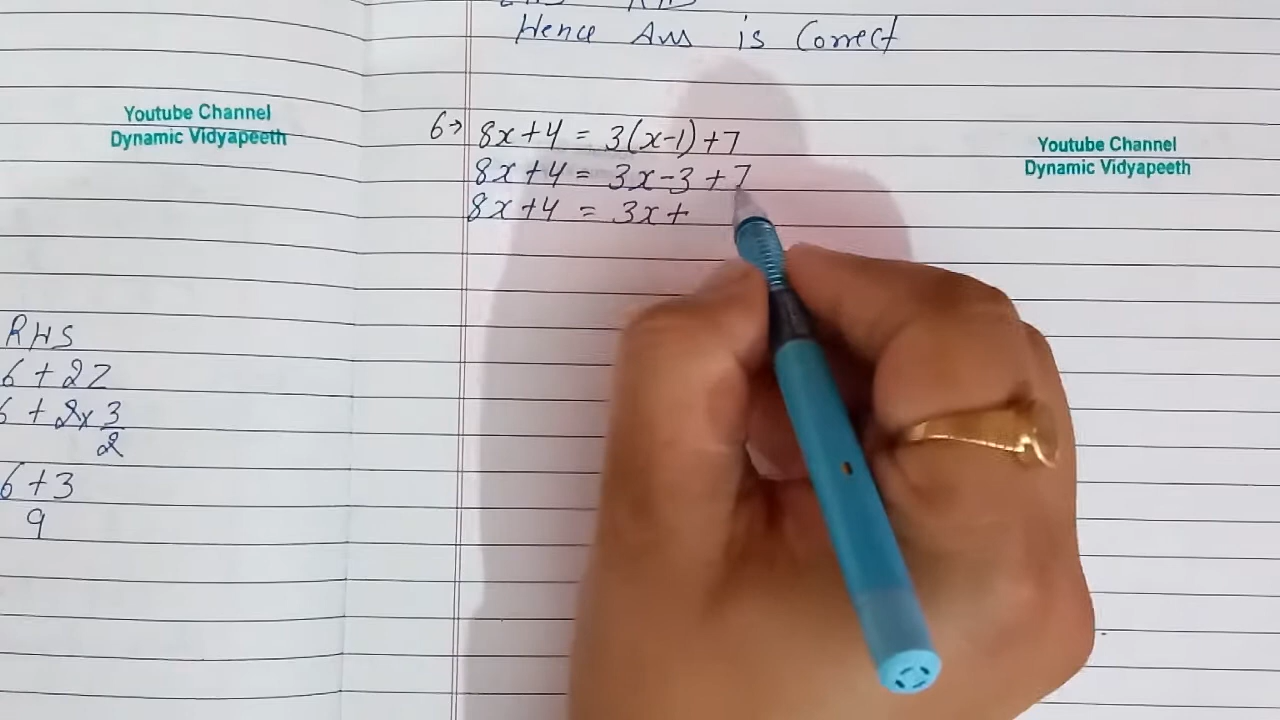 Hence Ans is Correct
Youtube Channel
Dynamic Vidyapeeth
6→ 8x+4 = 3(x-1)+7
8x+4 = 3x-3+7
8x+4 = 3x+
Youtube Channel
Dynamic Vidyapeeth
RHS
6+2Z
6+2x3
2
6+3
9